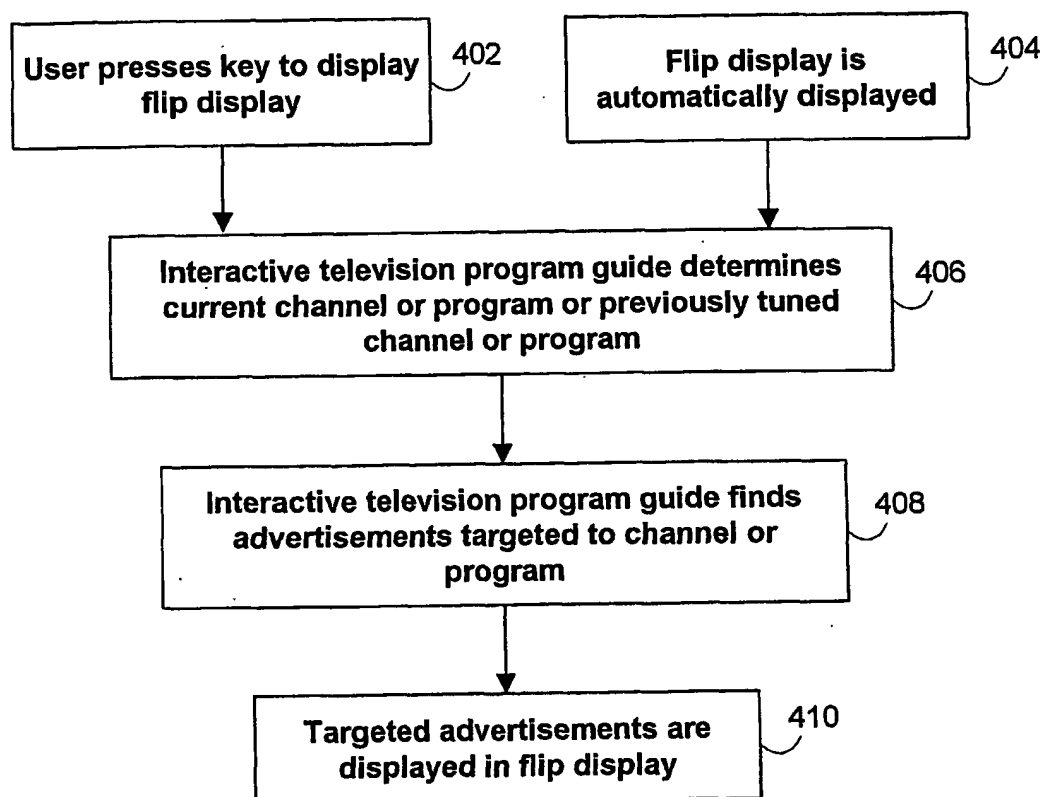 User presses key to display
flip display
402
Flip display is
automatically displayed
404
Interactive television program guide determines
current channel or program or previously tuned
channel or program
406
Interactive television program guide finds
advertisements targeted to channel or
program
408
Targeted advertisements are
displayed in flip display
410